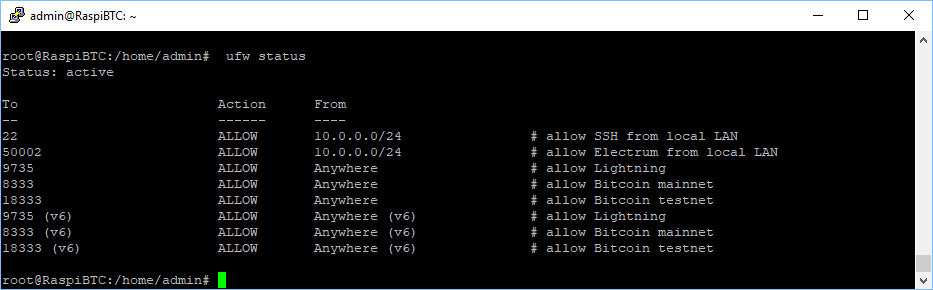 admin@RaspiBTC: ~
root@RaspiBTC:/home/admin#  ufw status
Status: active
To                         Action      From
--                         ------      ----
22                         ALLOW       10.0.0.0/24                # allow SSH from local LAN
50002                      ALLOW       10.0.0.0/24                # allow Electrum from local LAN
9735                       ALLOW       Anywhere                   # allow Lightning
8333                       ALLOW       Anywhere                   # allow Bitcoin mainnet
18333                      ALLOW       Anywhere                   # allow Bitcoin testnet
9735 (v6)                  ALLOW       Anywhere (v6)              # allow Lightning
8333 (v6)                  ALLOW       Anywhere (v6)              # allow Bitcoin mainnet
18333 (v6)                 ALLOW       Anywhere (v6)              # allow Bitcoin testnet
root@RaspiBTC:/home/admin#